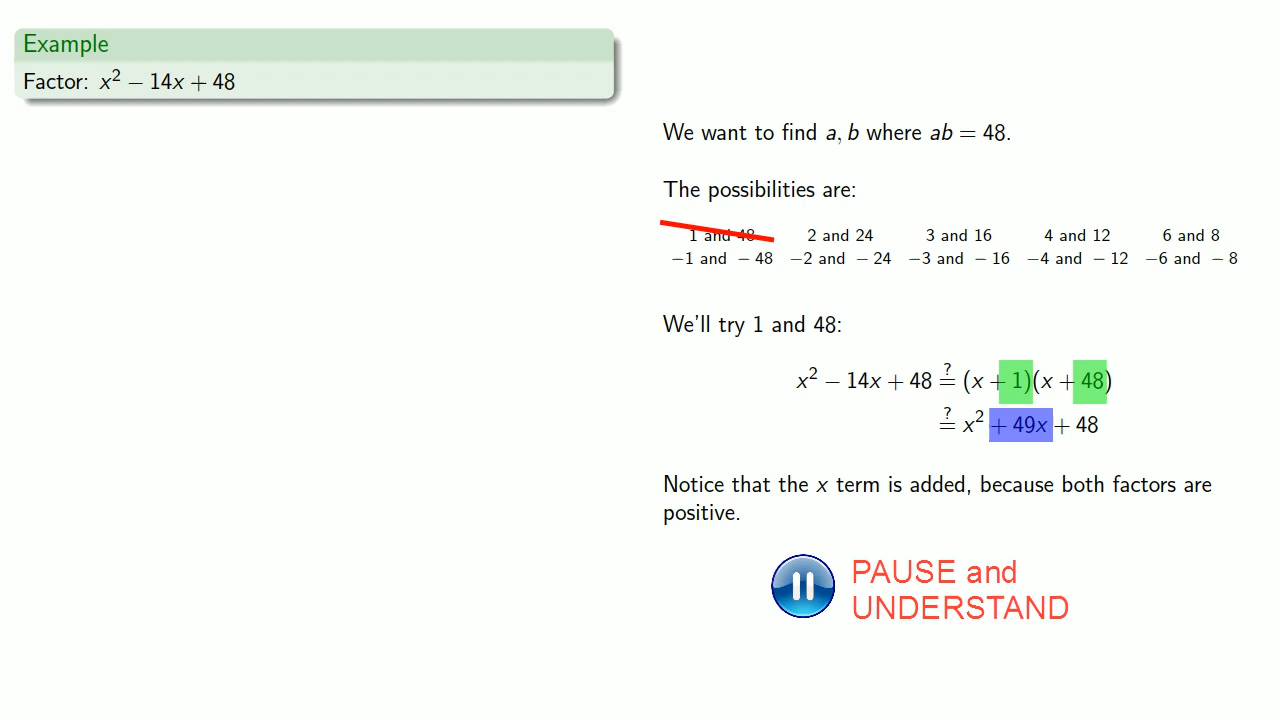 Example
Factor: x² − 14x + 48
We want to find a, b where ab = 48.
The possibilities are:
1 and 48 2 and 24 3 and 16 4 and 12 6 and 8
−1 and −48 −2 and −24 −3 and −16 −4 and −12 −6 and −8
We'll try 1 and 48:
x² − 14x + 48 ?= (x + 1)(x + 48)
?= x² + 49x + 48
Notice that the x term is added, because both factors are
positive.
PAUSE and
UNDERSTAND